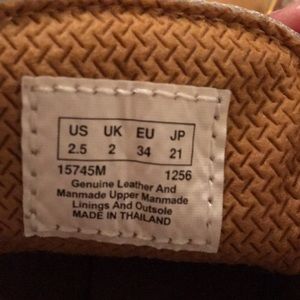 US UK EU JP
2.5 2 34 21
15745M 1256
Genuine Leather And
Manmade Upper Manmade
Linings And Outsole
MADE IN THAILAND